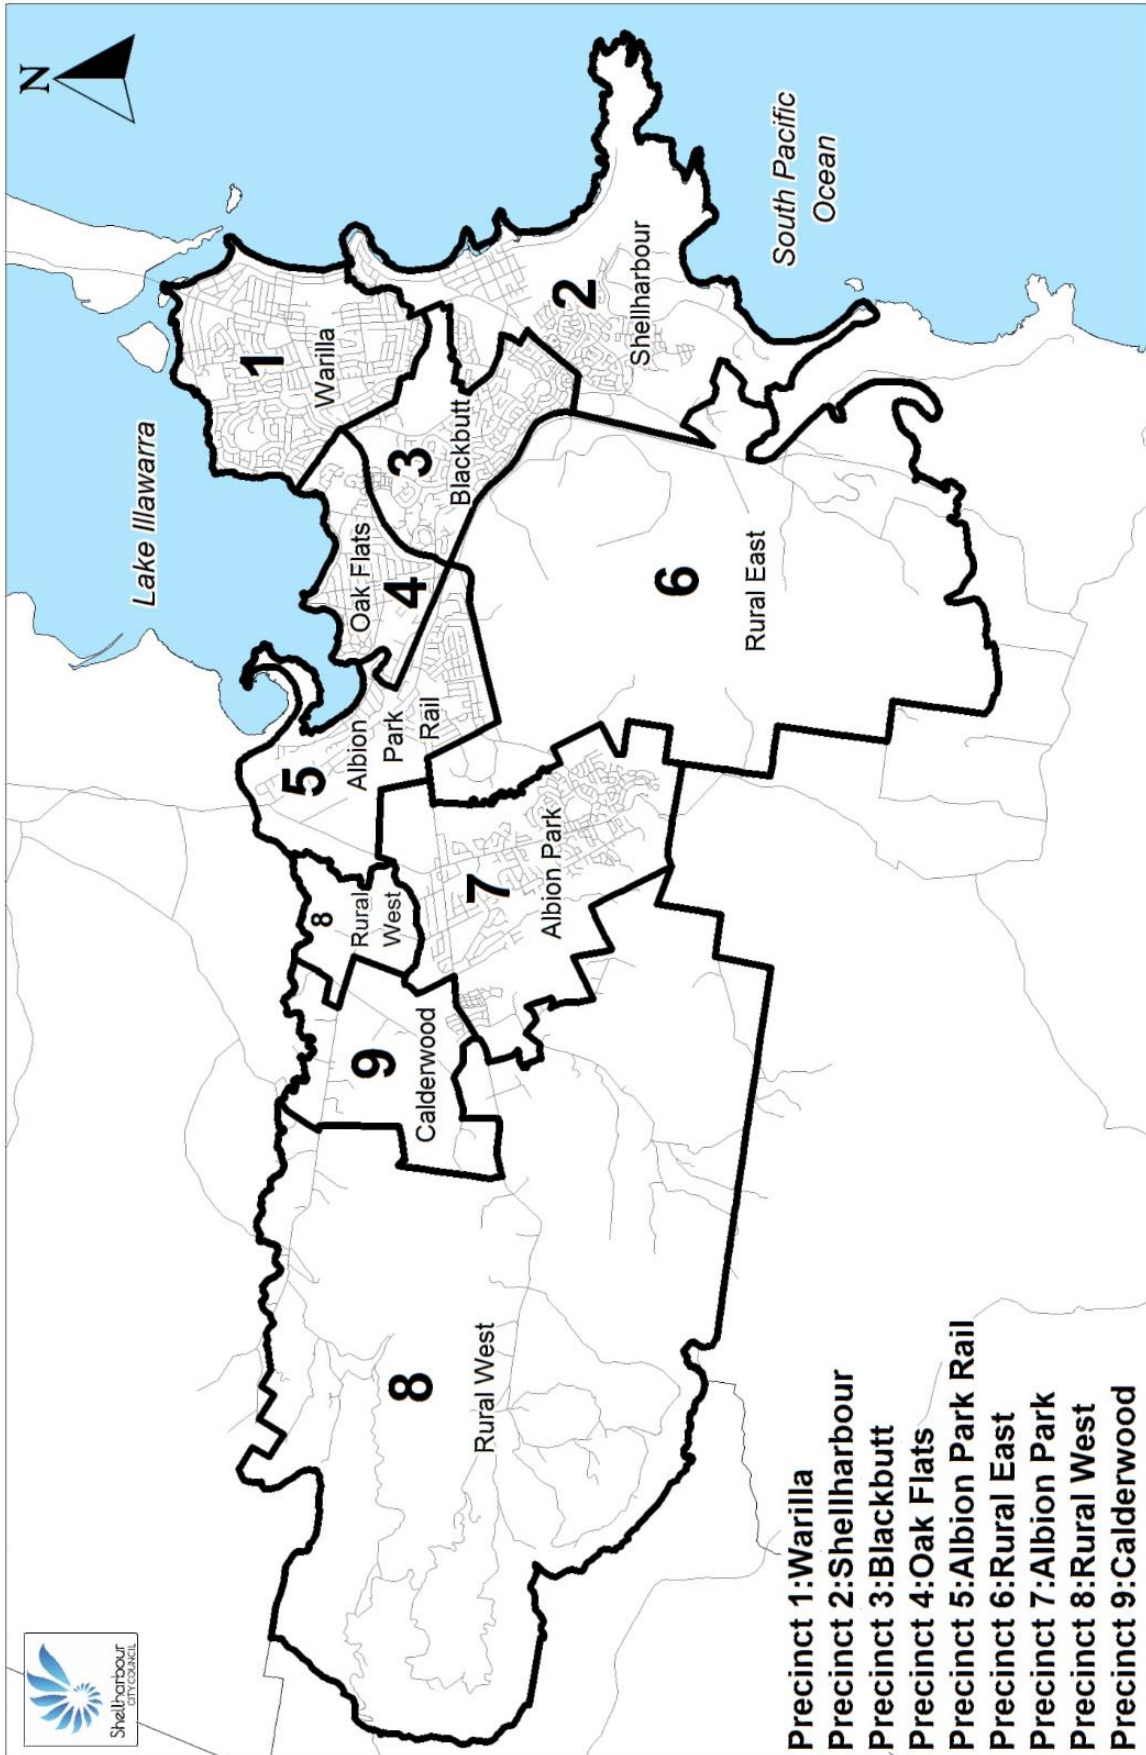 Shellharbour
CITY COUNCIL
N
Lake Illawarra
South Pacific
Ocean
1
Warilla
2
Shellharbour
3
Blackbutt
4
Oak Flats
5
Albion
Park
Rail
6
Rural East
7
Albion Park
8
Rural
West
9
Calderwood
8
Rural West
Precinct 1:Warilla
Precinct 2:Shellharbour
Precinct 3:Blackbutt
Precinct 4:Oak Flats
Precinct 5:Albion Park Rail
Precinct 6:Rural East
Precinct 7:Albion Park
Precinct 8:Rural West
Precinct 9:Calderwood